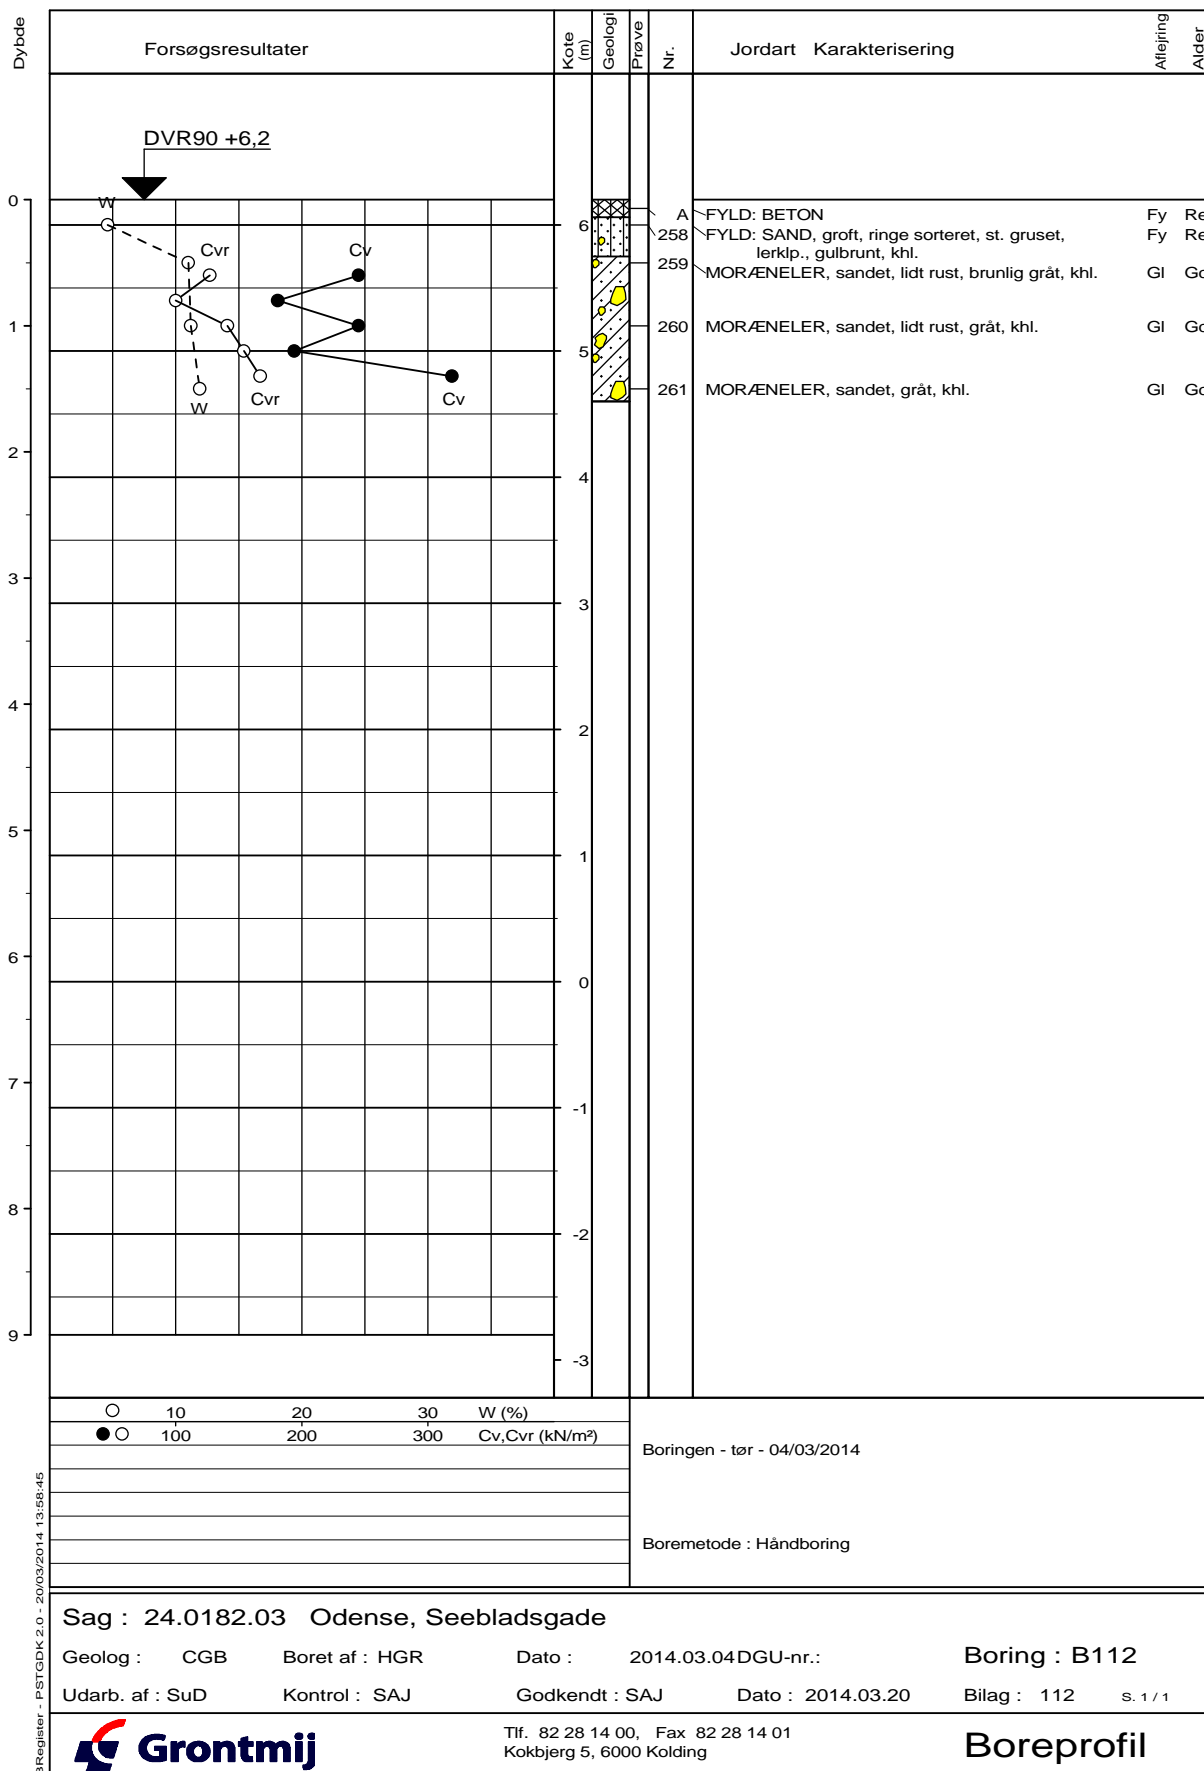 Dybde
Forsøgsresultater
Kote (m)
Geologi
Prøve
Nr.
Jordart Karakterisering
Aflejring
Alder
DVR90 +6,2
0
1
2
3
4
5
6
7
8
9
W
Cvr
Cv
W
Cvr
Cv
6
5
4
3
2
1
0
-1
-2
-3
A FYLD: BETON Fy Re
258 FYLD: SAND, groft, ringe sorteret, st. gruset, Fy Re
lerklp., gulbrunt, khl.
259 MORÆNELER, sandet, lidt rust, brunlig gråt, khl. Gl
260 MORÆNELER, sandet, lidt rust, gråt, khl. Gl
261 MORÆNELER, sandet, gråt, khl. Gl
10 20 30 W (%)
100 200 300 Cv,Cvr (kN/m²)
Boringen - tør - 04/03/2014
Boremetode : Håndboring
BRegister - PSTGDK 2.0 - 20/03/2014 13:58:45
Sag : 24.0182.03 Odense, Seebladsgade
Geolog : CGB Boret af : HGR Dato : 2014.03.04 DGU-nr.: Boring : B112
Udarb. af : SuD Kontrol : SAJ Godkendt : SAJ Dato : 2014.03.20 Bilag : 112 S. 1 / 1
Grontmij
Tlf. 82 28 14 00, Fax 82 28 14 01
Kokbjerg 5, 6000 Kolding
Boreprofil